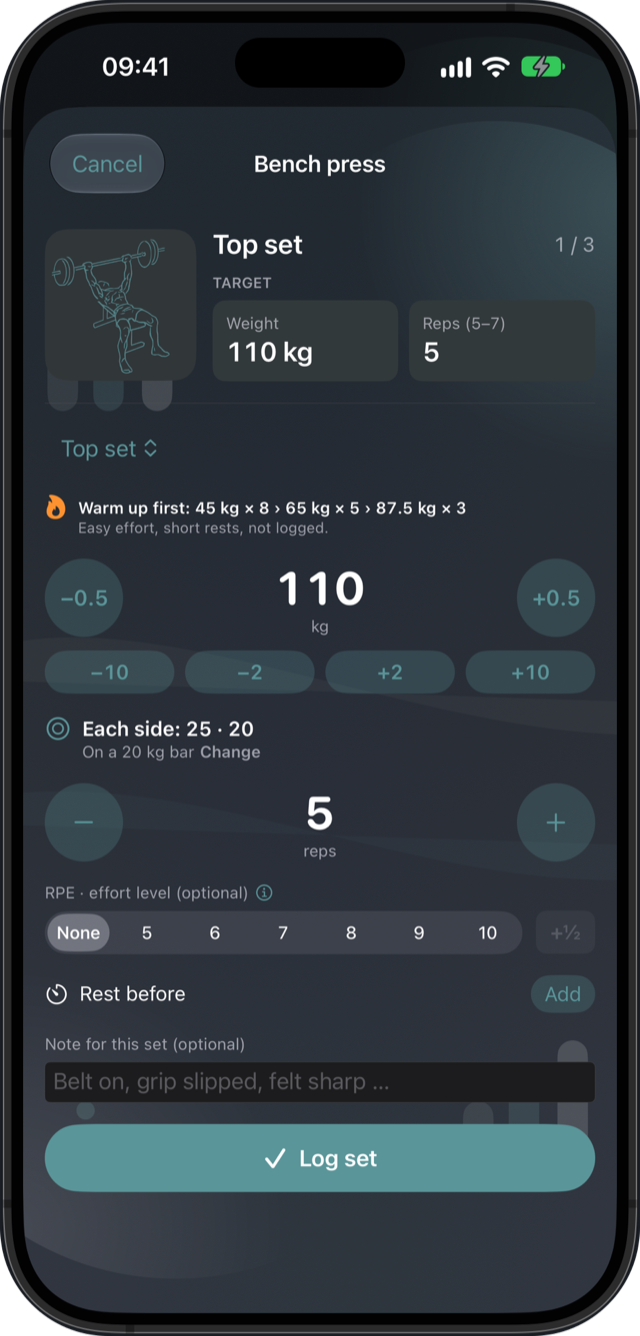 09:41
Cancel
Bench press
Top set
1 / 3
TARGET
Weight
110 kg
Reps (5–7)
5
Top set
Warm up first: 45 kg × 8 › 65 kg × 5 › 87.5 kg × 3
Easy effort, short rests, not logged.
−0.5
110
+0.5
kg
−10
−2
+2
+10
Each side: 25 · 20
On a 20 kg bar Change
−
5
+
reps
RPE · effort level (optional)
None 5 6 7 8 9 10
+½
Rest before
Add
Note for this set (optional)
Belt on, grip slipped, felt sharp ...
Log set